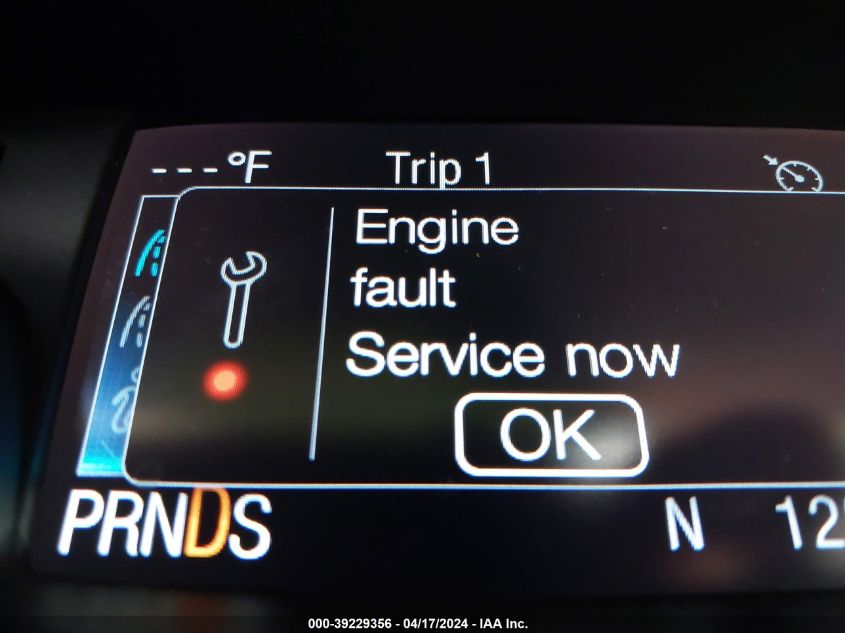 ---°F Trip 1
Engine
fault
Service now
OK
PRNDS N
000-39229356 - 04/17/2024 - IAA Inc.